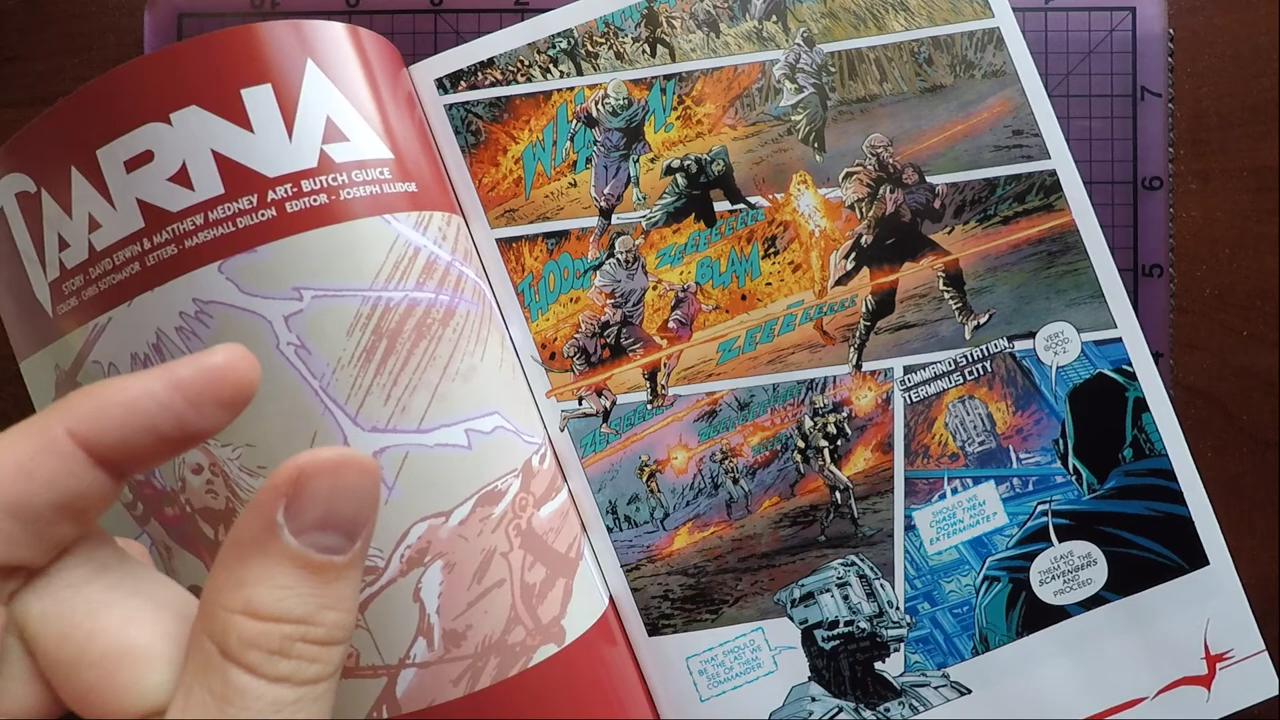 TAARNA
STORY - DAVID ERWIN & MATTHEW MEDNEY ART- BUTCH GUICE
COLORS - CHRIS SOTOMAYOR LETTERS - MARSHALL DILLON EDITOR - JOSEPH ILLIDGE
ZEEEEEEE
BLAM
ZEEEEEEEE
COMMAND STATION,
TERMINUS CITY
VERY
GOOD,
X-2.
SHOULD WE
CHASE THEM
DOWN AND
EXTERMINATE?
LEAVE
THEM TO THE
SCAVENGERS
AND
PROCEED.
THAT SHOULD
BE THE LAST WE
SEE OF THEM,
COMMANDER!
7
6
5